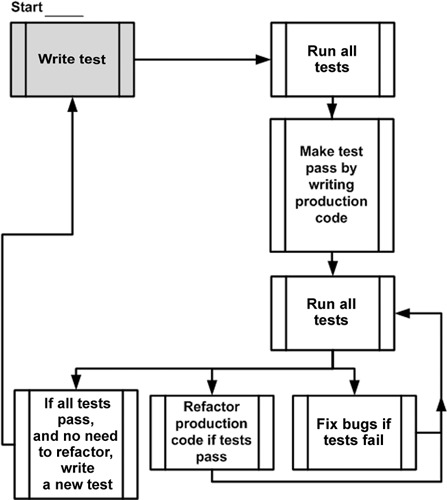 Start
Write test
Run all
tests
Make test
pass by
writing
production
code
Run all
tests
If all tests
pass,
and no need
to refactor,
write
a new test
Refactor
production
code if tests
pass
Fix bugs if
tests fail